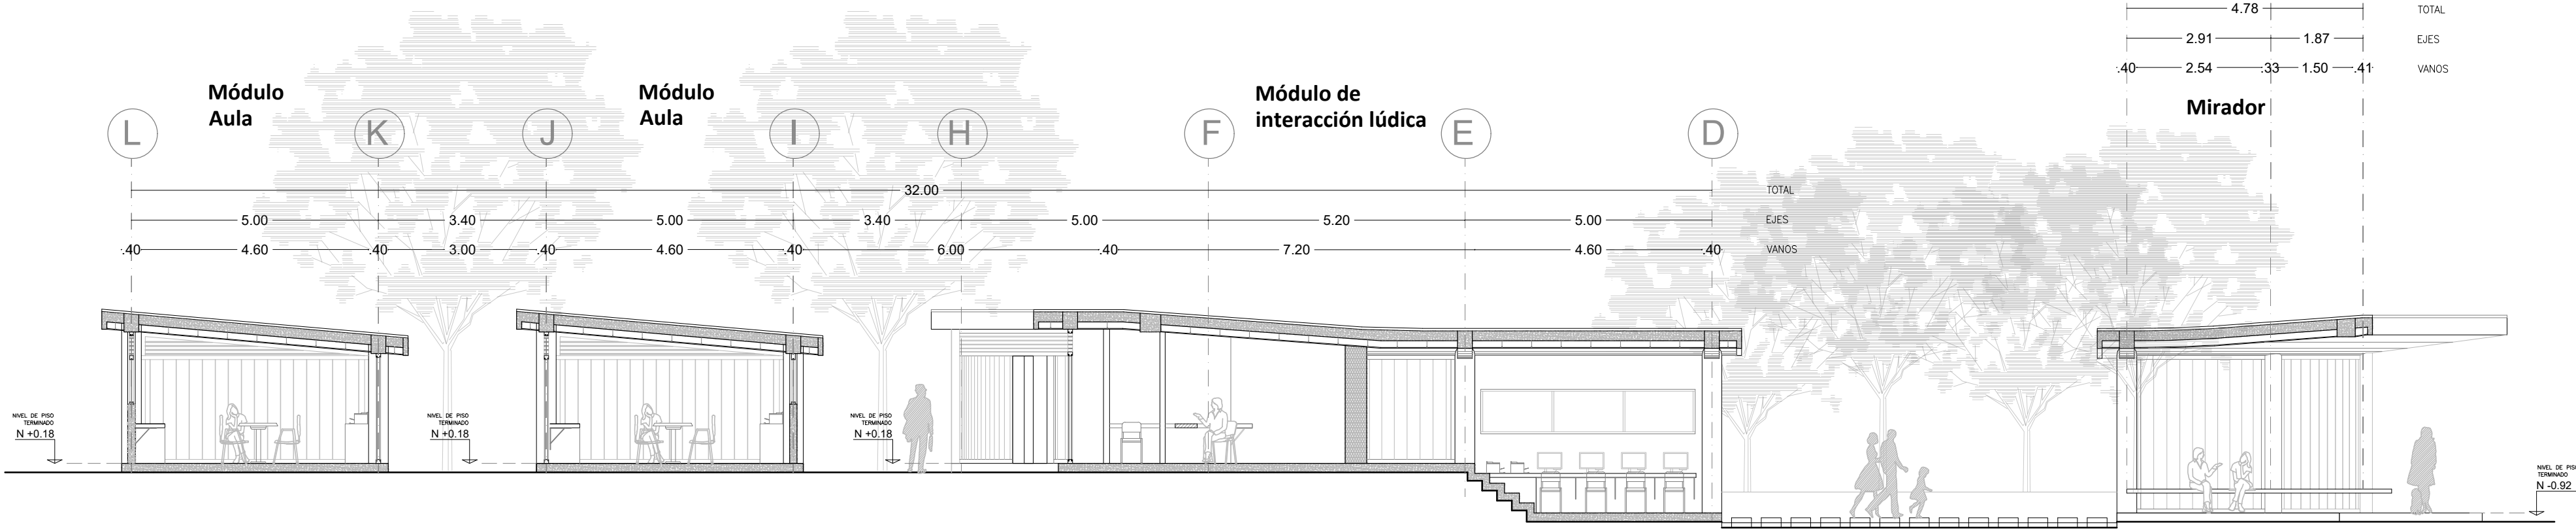 4.78 TOTAL
2.91 1.87 EJES
.40 2.54 .33 1.50 .41 VANOS
Módulo
Aula
Módulo
Aula
Módulo de
interacción lúdica
Mirador
L K J I H F E D
32.00 TOTAL
5.00 3.40 5.00 3.40 5.00 5.20 5.00 EJES
.40 4.60 .40 3.00 .40 4.60 .40 6.00 .40 7.20 4.60 .40 VANOS
NIVEL DE PISO
TERMINADO
N +0.18
NIVEL DE PISO
TERMINADO
N +0.18
NIVEL DE PISO
TERMINADO
N +0.18
NIVEL DE PISO
TERMINADO
N -0.92